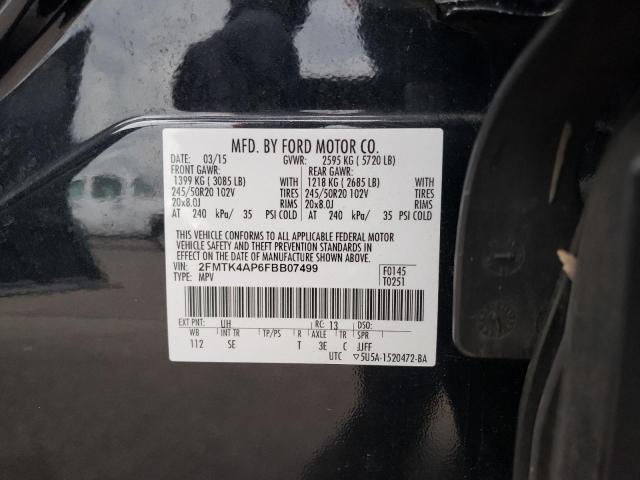 MFD. BY FORD MOTOR CO.
DATE: 03/15 GVWR: 2595 KG ( 5720 LB)
FRONT GAWR: REAR GAWR:
1399 KG ( 3085 LB) WITH 1218 KG ( 2685 LB) WITH
245/50R20 102V TIRES 245/50R20 102V TIRES
20x8.0J RIMS 20x8.0J RIMS
AT 240 kPa/ 35 PSI COLD AT 240 kPa/ 35 PSI COLD
THIS VEHICLE CONFORMS TO ALL APPLICABLE FEDERAL MOTOR
VEHICLE SAFETY AND THEFT PREVENTION STANDARDS IN EFFECT
ON THE DATE OF MANUFACTURE SHOWN ABOVE.
VIN: 2FMTK4AP6FBB07499 F0145
TYPE: MPV T0251
EXT PNT: UH RC: 13 DSO:
WB INT TR TP/PS R AXLE TR SPR
112 SE T 3E C JJFF
UTC ▽5U5A-1520472-BA